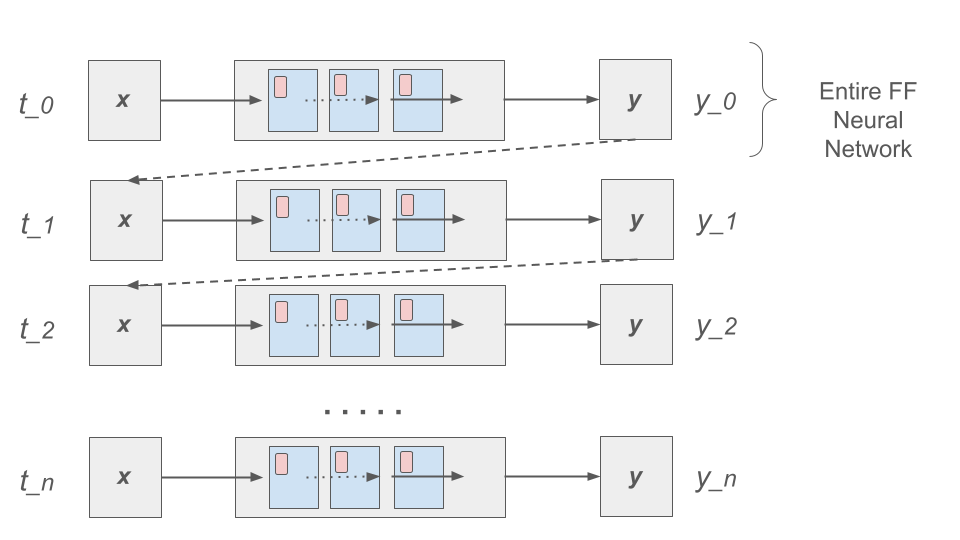 t_0 x y y_0
Entire FF
Neural
Network
t_1 x y y_1
t_2 x y y_2
. . . . .
t_n x y y_n